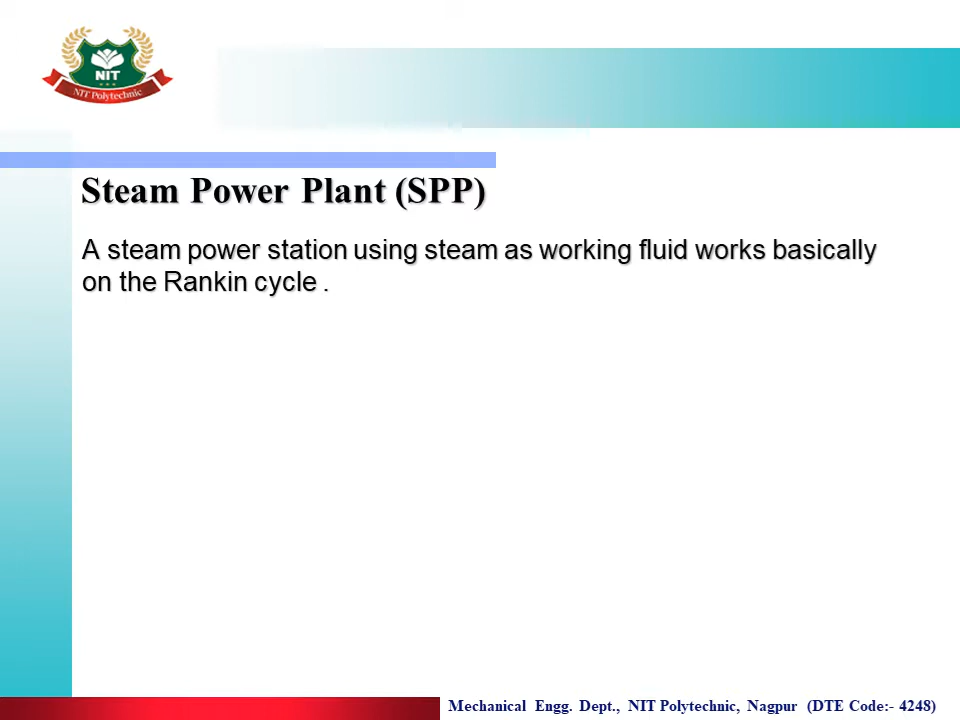 NIT
NIT Polytechnic
Steam Power Plant (SPP)
A steam power station using steam as working fluid works basically
on the Rankin cycle .
Mechanical Engg. Dept., NIT Polytechnic, Nagpur (DTE Code:- 4248)